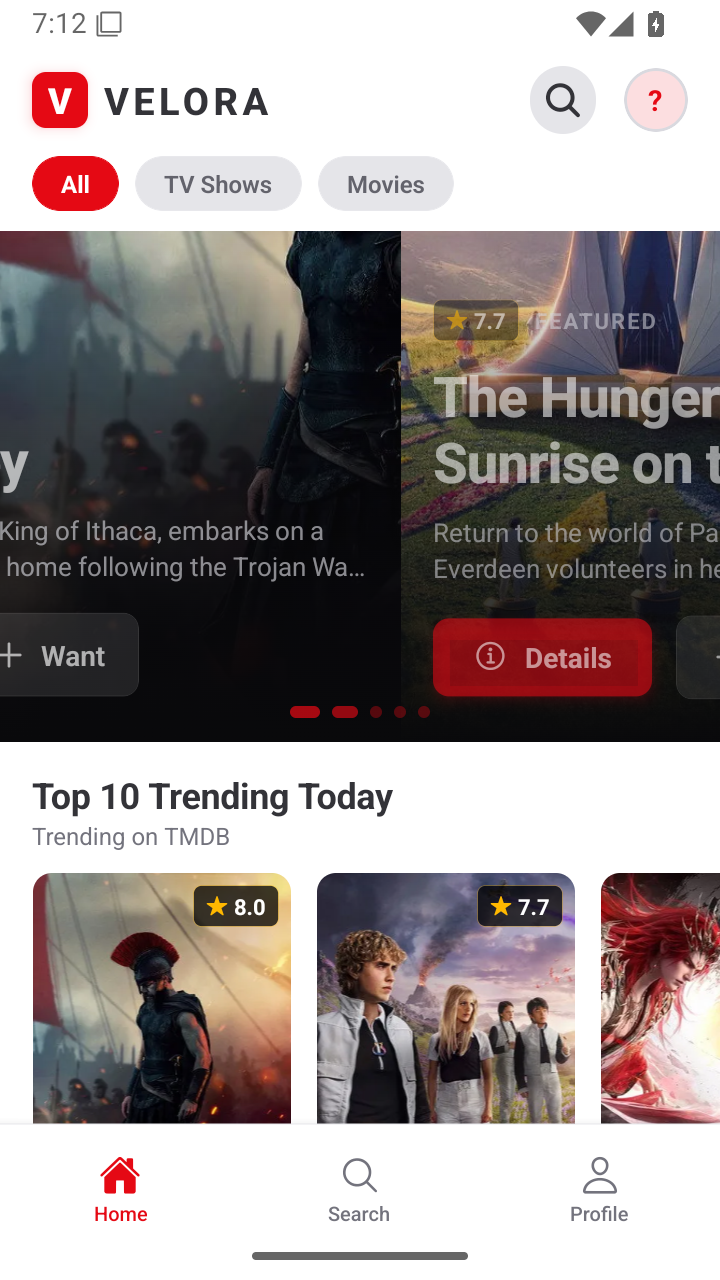 7:12
V VELORA
?
All
TV Shows
Movies
7.7 FEATURED
The Hunger
Sunrise on t
y
King of Ithaca, embarks on a
home following the Trojan Wa…
Return to the world of Pa
Everdeen volunteers in he
Want
Details
Top 10 Trending Today
Trending on TMDB
8.0
7.7
Home
Search
Profile